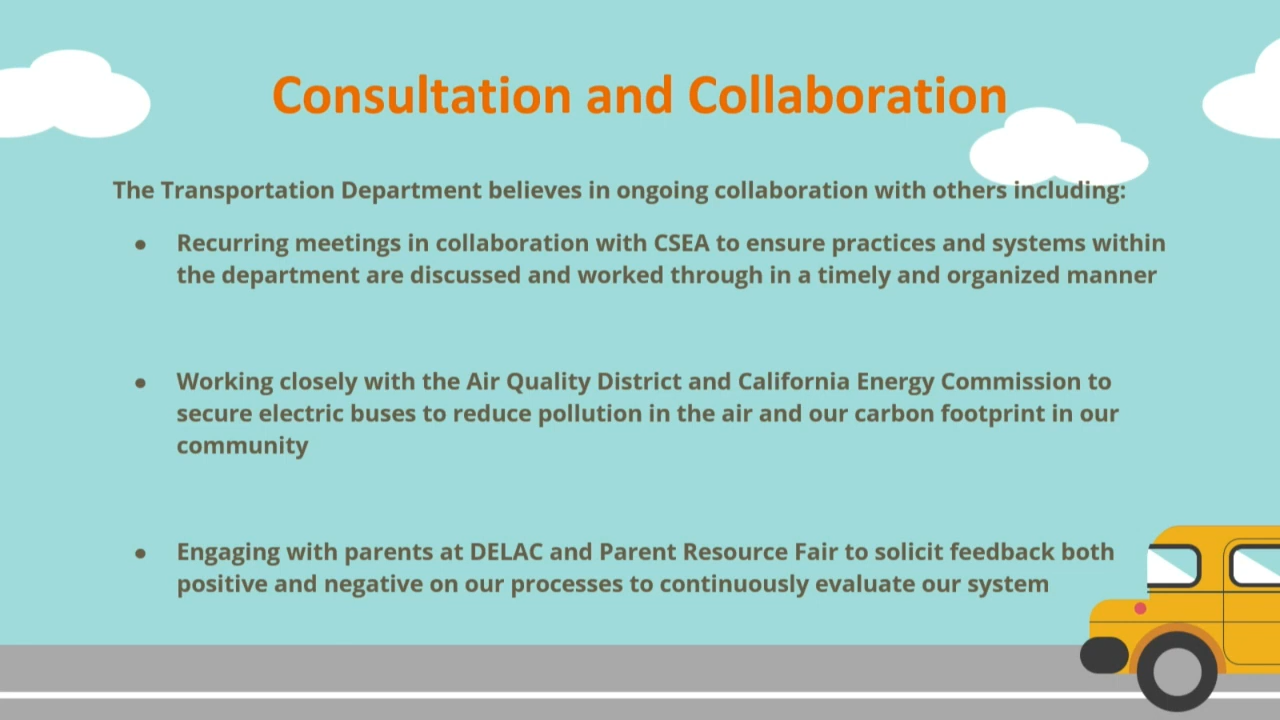 Consultation and Collaboration
The Transportation Department believes in ongoing collaboration with others including:
● Recurring meetings in collaboration with CSEA to ensure practices and systems within
the department are discussed and worked through in a timely and organized manner
● Working closely with the Air Quality District and California Energy Commission to
secure electric buses to reduce pollution in the air and our carbon footprint in our
community
● Engaging with parents at DELAC and Parent Resource Fair to solicit feedback both
positive and negative on our processes to continuously evaluate our system